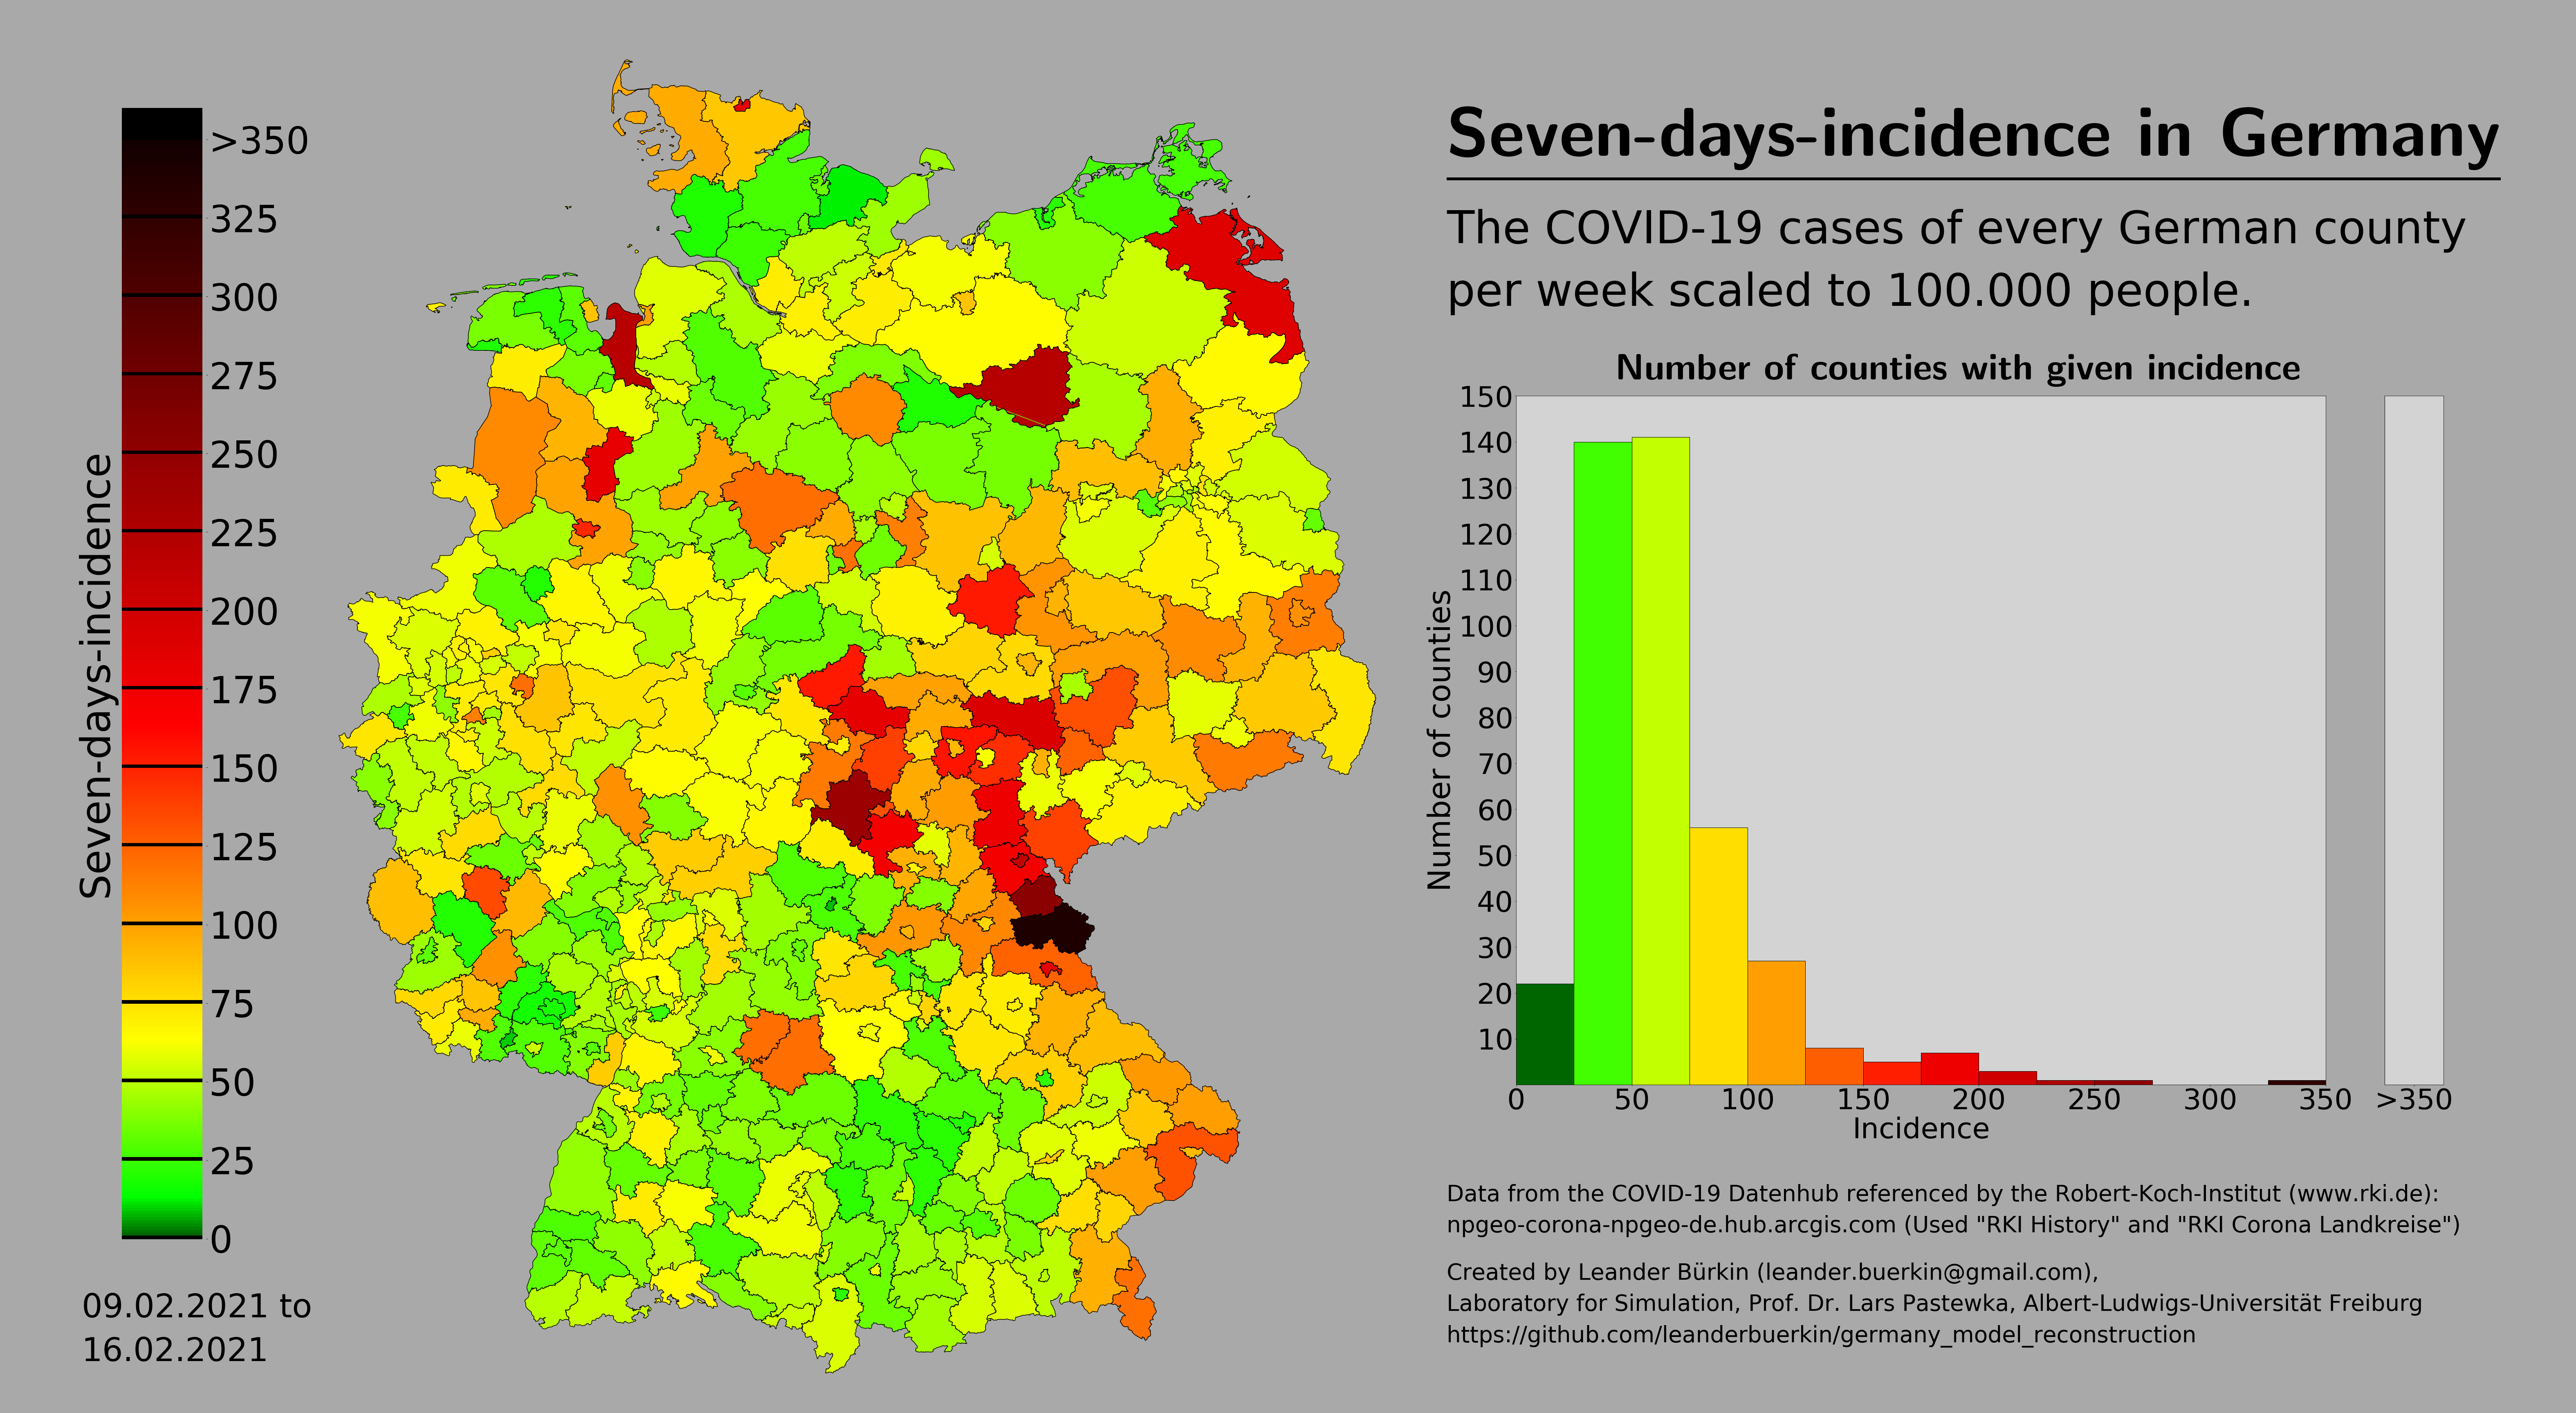 Seven-days-incidence in Germany
The COVID-19 cases of every German county
per week scaled to 100.000 people.
Seven-days-incidence
>350
325
300
275
250
225
200
175
150
125
100
75
50
25
0
09.02.2021 to
16.02.2021
Number of counties with given incidence
Number of counties
150
140
130
120
110
100
90
80
70
60
50
40
30
20
10
0 50 100 150 200 250 300 350 >350
Incidence
Data from the COVID-19 Datenhub referenced by the Robert-Koch-Institut (www.rki.de):
npgeo-corona-npgeo-de.hub.arcgis.com (Used "RKI History" and "RKI Corona Landkreise")
Created by Leander Bürkin (leander.buerkin@gmail.com),
Laboratory for Simulation, Prof. Dr. Lars Pastewka, Albert-Ludwigs-Universität Freiburg
https://github.com/leanderbuerkin/germany_model_reconstruction